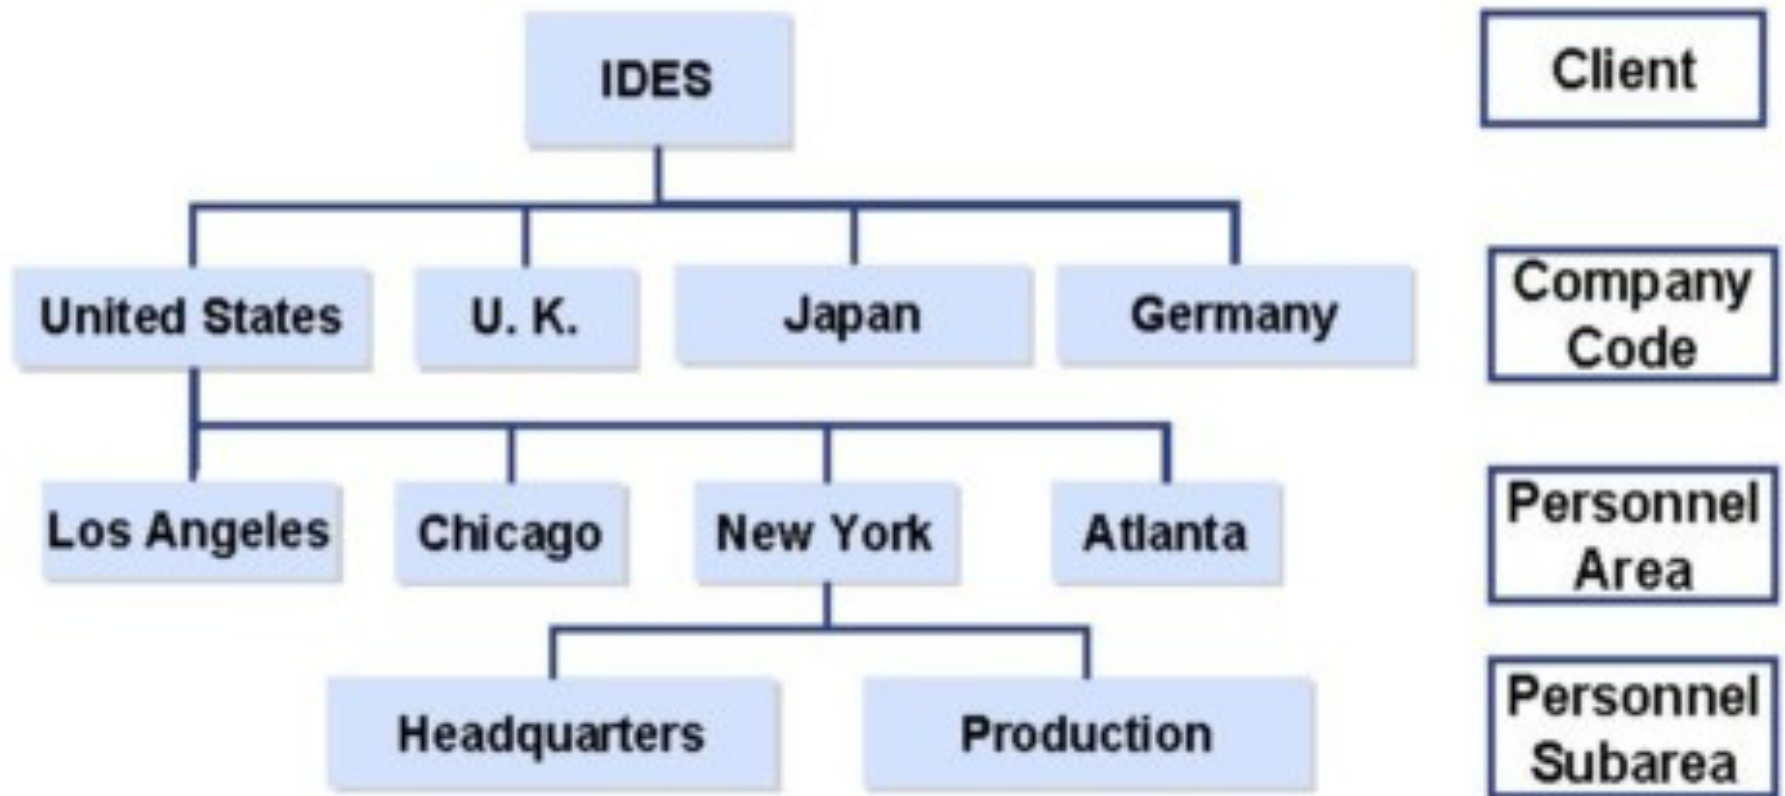 IDES
Client
United States
U. K.
Japan
Germany
Company
Code
Los Angeles
Chicago
New York
Atlanta
Personnel
Area
Headquarters
Production
Personnel
Subarea